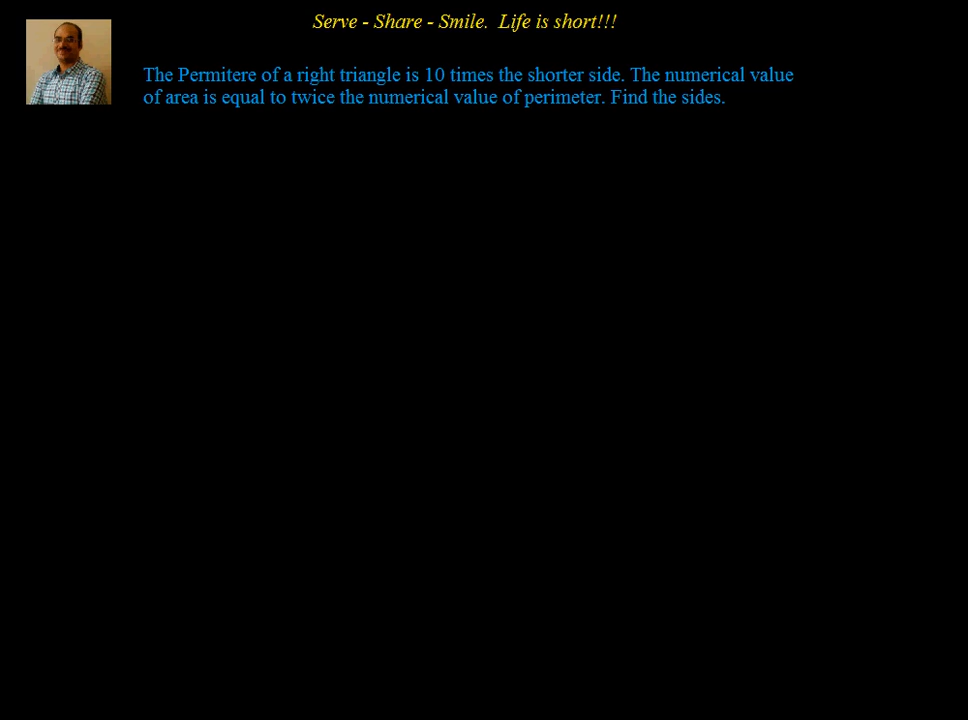 Serve - Share - Smile. Life is short!!!
The Permitere of a right triangle is 10 times the shorter side. The numerical value
of area is equal to twice the numerical value of perimeter. Find the sides.